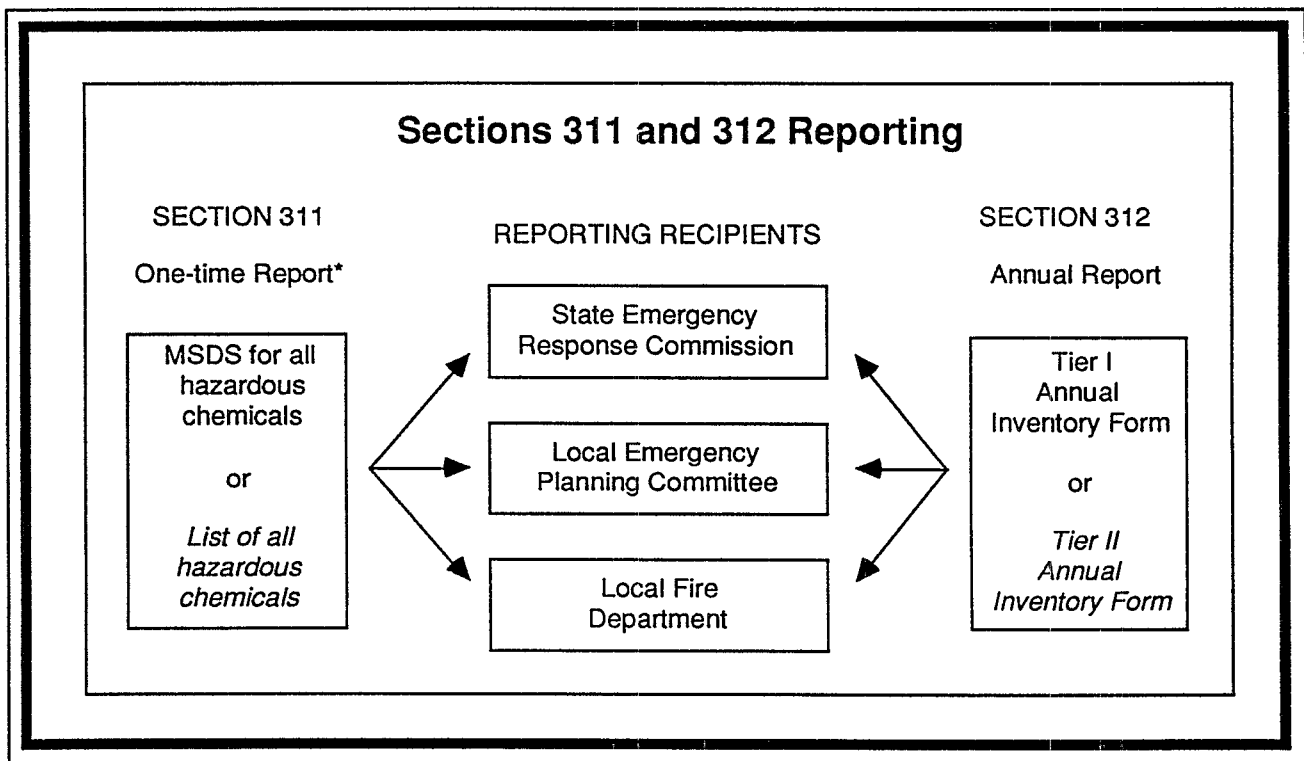 Sections 311 and 312 Reporting
SECTION 311
One-time Report*
MSDS for all
hazardous
chemicals
or
List of all
hazardous
chemicals
REPORTING RECIPIENTS
State Emergency
Response Commission
Local Emergency
Planning Committee
Local Fire
Department
SECTION 312
Annual Report
Tier I
Annual
Inventory Form
or
Tier II
Annual
Inventory Form